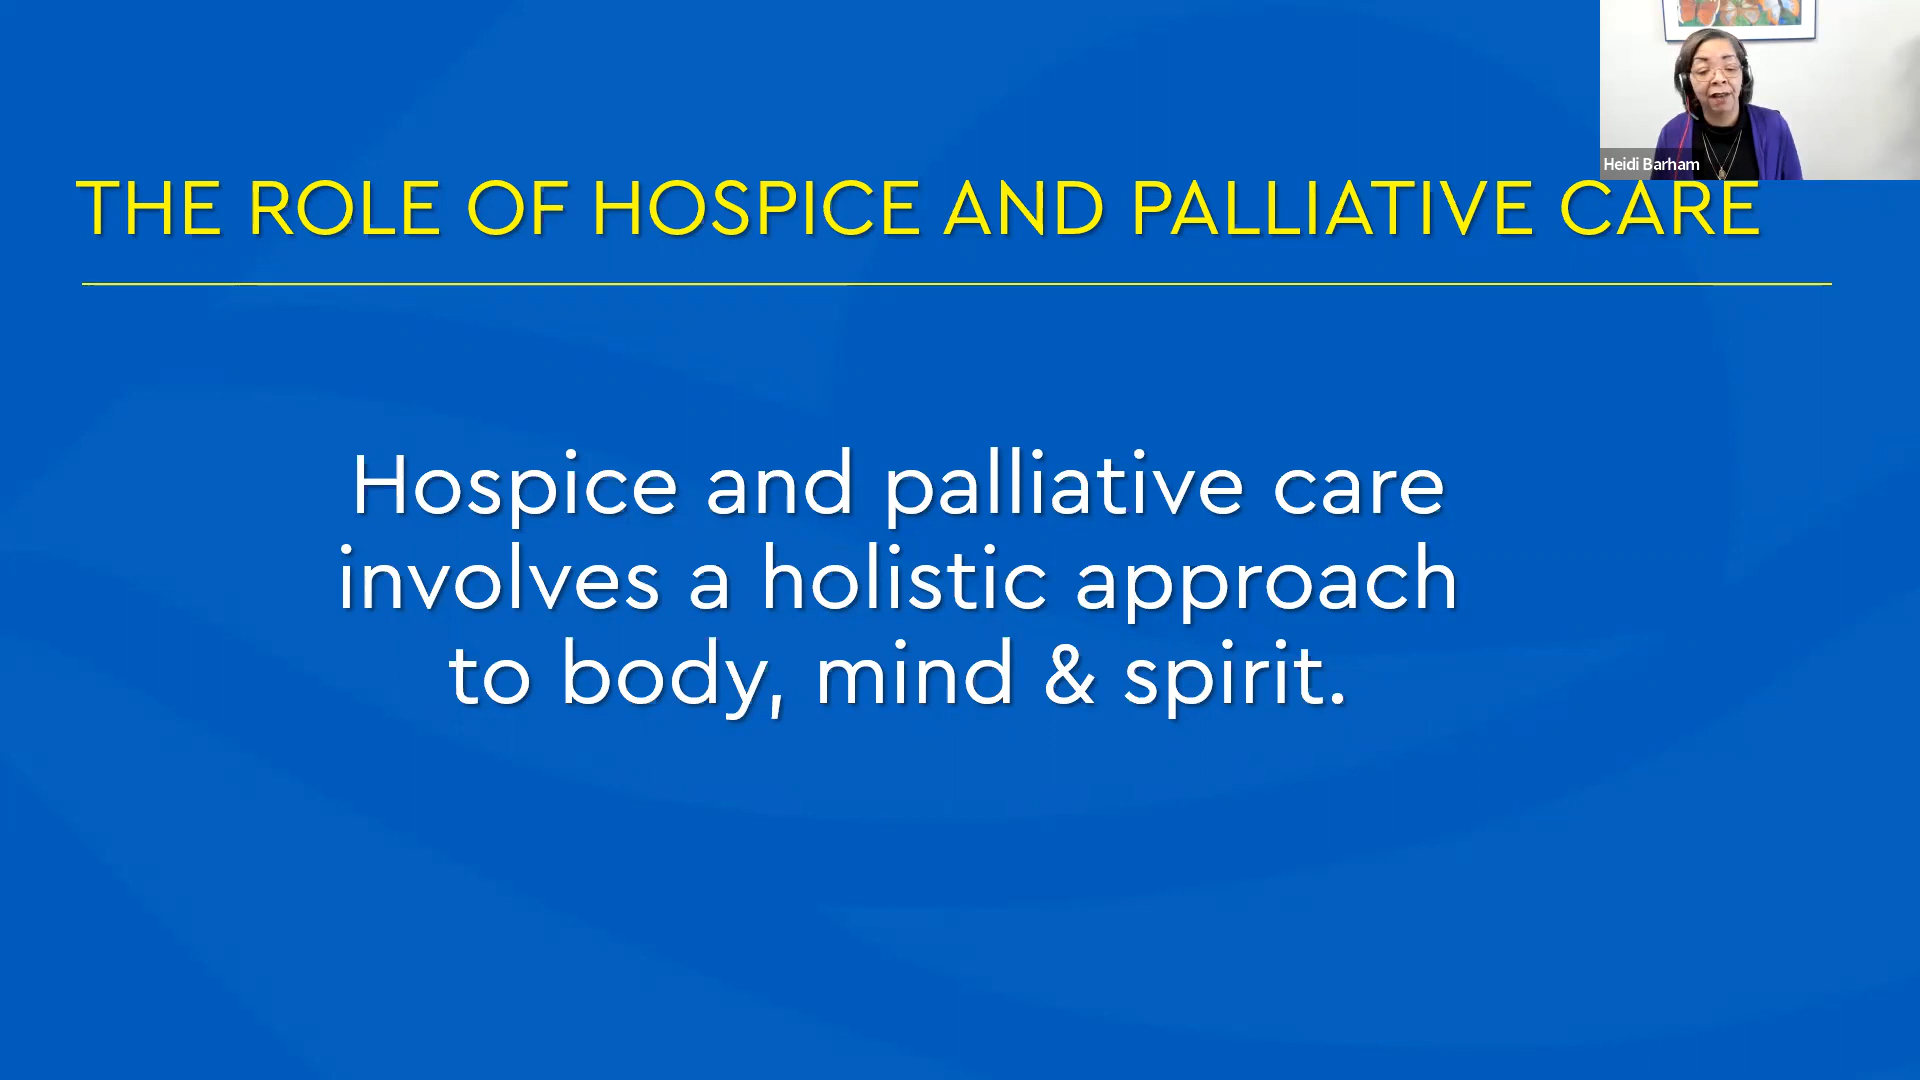 Heidi Barham
THE ROLE OF HOSPICE AND PALLIATIVE CARE
Hospice and palliative care
involves a holistic approach
to body, mind & spirit.